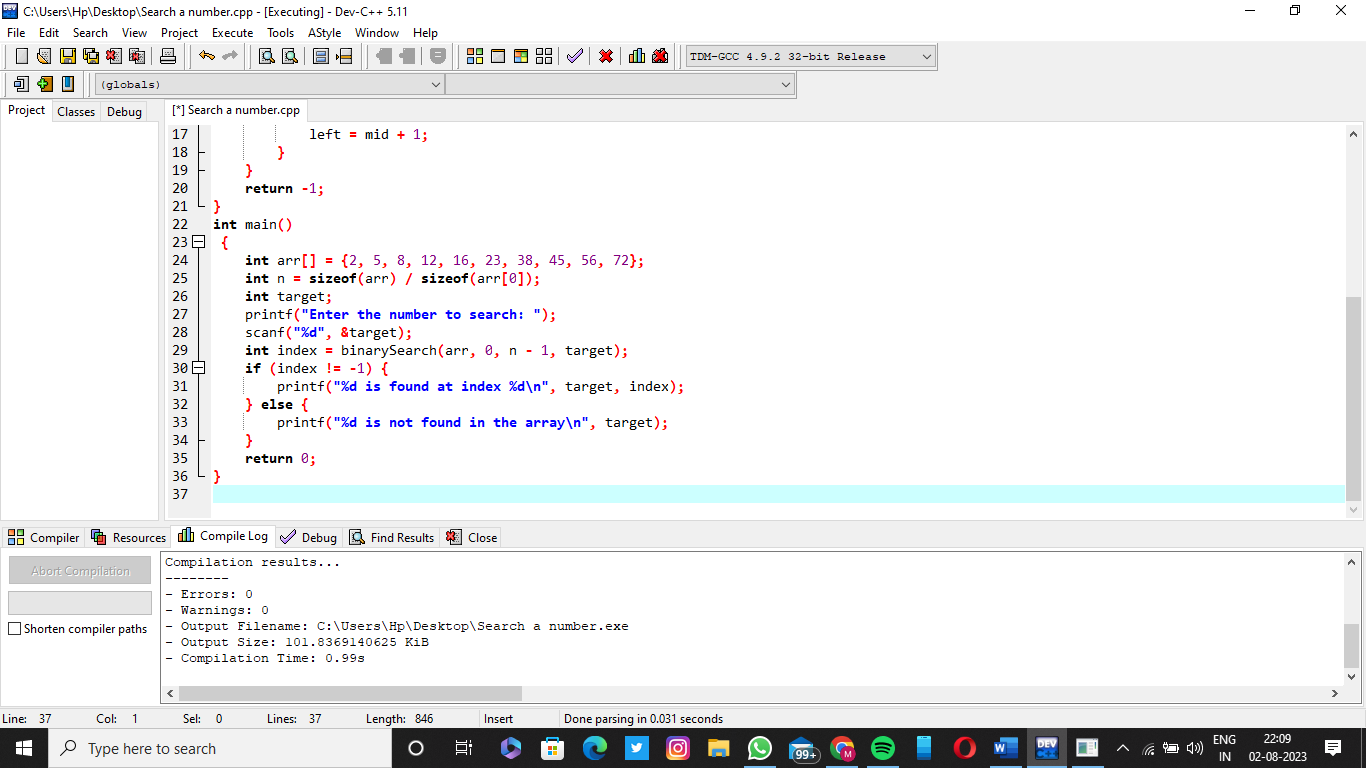 C:\Users\Hp\Desktop\Search a number.cpp - [Executing] - Dev-C++ 5.11
File Edit Search View Project Execute Tools AStyle Window Help
TDM-GCC 4.9.2 32-bit Release
(globals)
Project Classes Debug
[*] Search a number.cpp
17             left = mid + 1;
18         }
19     }
20     return -1;
21 }
22 int main()
23  {
24     int arr[] = {2, 5, 8, 12, 16, 23, 38, 45, 56, 72};
25     int n = sizeof(arr) / sizeof(arr[0]);
26     int target;
27     printf("Enter the number to search: ");
28     scanf("%d", &target);
29     int index = binarySearch(arr, 0, n - 1, target);
30     if (index != -1) {
31         printf("%d is found at index %d\n", target, index);
32     } else {
33         printf("%d is not found in the array\n", target);
34     }
35     return 0;
36 }
37
Compiler Resources Compile Log Debug Find Results Close
Abort Compilation
Shorten compiler paths
Compilation results...
--------
- Errors: 0
- Warnings: 0
- Output Filename: C:\Users\Hp\Desktop\Search a number.exe
- Output Size: 101.8369140625 KiB
- Compilation Time: 0.99s
Line: 37 Col: 1 Sel: 0 Lines: 37 Length: 846 Insert Done parsing in 0.031 seconds
Type here to search
99+
M
W
DEV
ENG
IN
22:09
02-08-2023